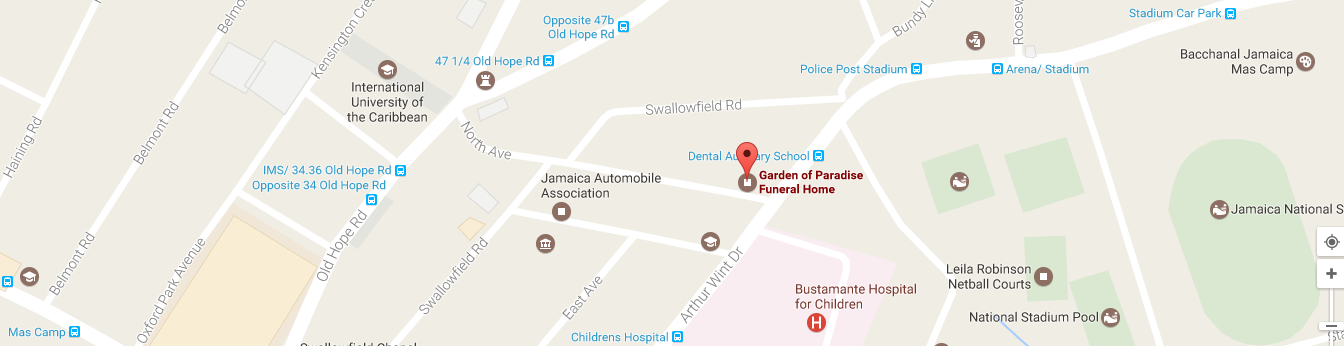 Opposite 47b
Old Hope Rd
Stadium Car Park
Belmont
Kensington Cres
Bundy
Roosev
47 1/4 Old Hope Rd
Police Post Stadium
Arena/ Stadium
Bacchanal Jamaica
Mas Camp
International
University of
the Caribbean
Swallowfield Rd
Haining Rd
Belmont Rd
North Ave
IMS/ 34.36 Old Hope Rd
Opposite 34 Old Hope Rd
Dental Auxiliary School
Jamaica Automobile
Association
Garden of Paradise
Funeral Home
Jamaica National S
Belmont Rd
Oxford Park Avenue
Old Hope Rd
Swallowfield Rd
East Ave
Arthur Wint Dr
Leila Robinson
Netball Courts
Bustamante Hospital
for Children
H
National Stadium Pool
Mas Camp
Childrens Hospital
Swallowfield Chapel